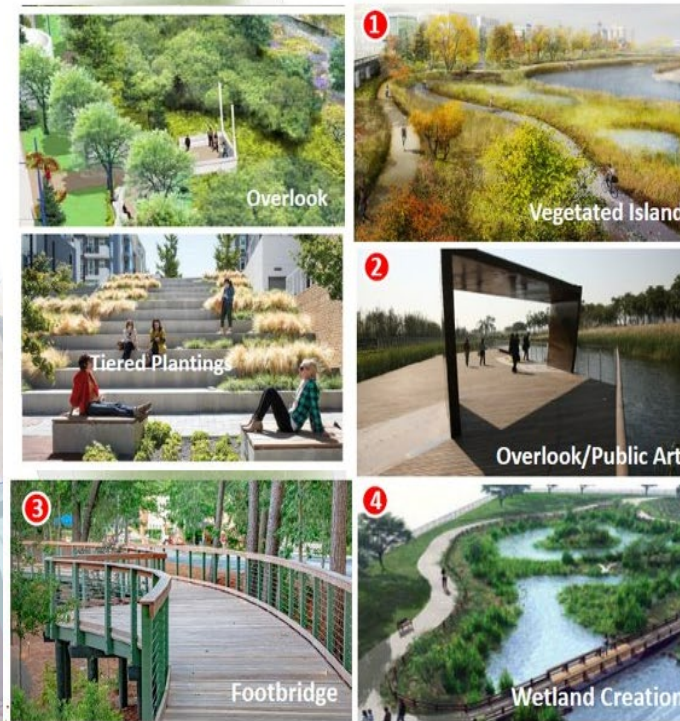 Overlook
1
Vegetated Island
Tiered Plantings
2
Overlook/Public Art
3
Footbridge
4
Wetland Creation